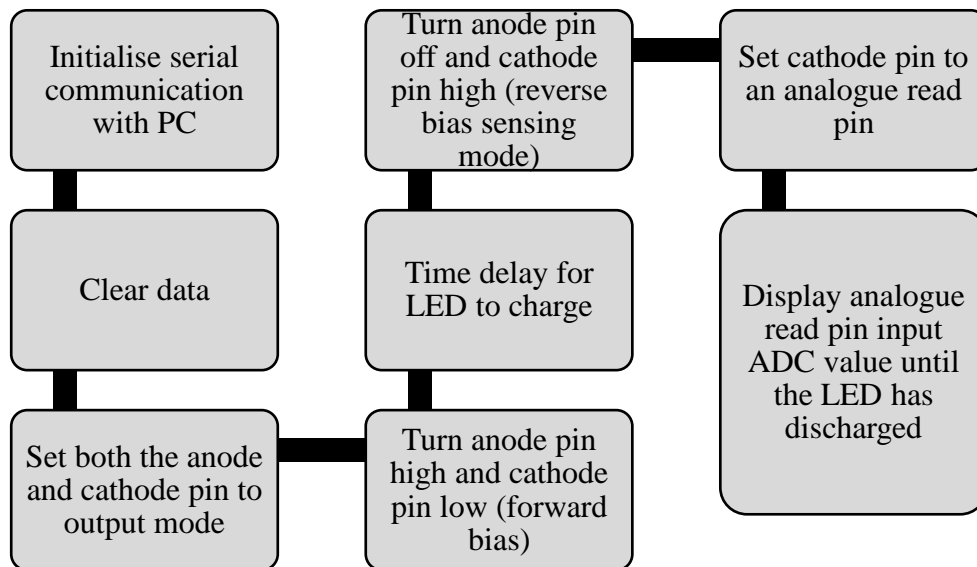 Initialise serial
communication
with PC
Clear data
Set both the anode
and cathode pin to
output mode
Turn anode pin
high and cathode
pin low (forward
bias)
Time delay for
LED to charge
Turn anode pin
off and cathode
pin high (reverse
bias sensing
mode)
Set cathode pin to
an analogue read
pin
Display analogue
read pin input
ADC value until
the LED has
discharged